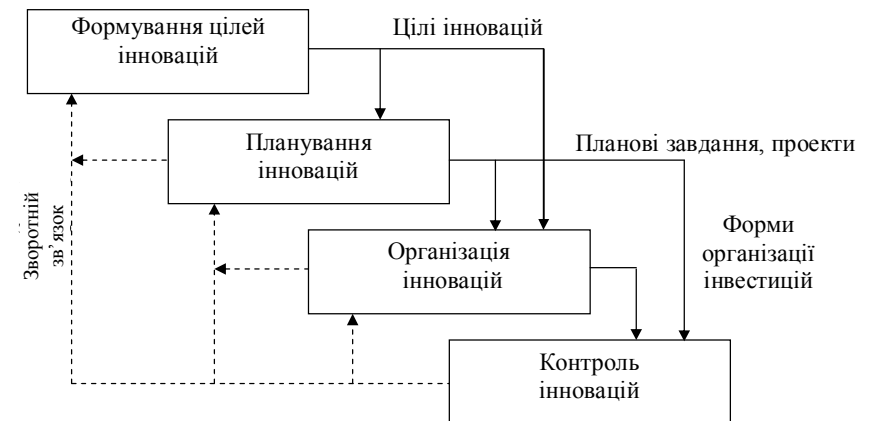 Формування цілей
інновацій
Цілі інновацій
Планування
інновацій
Планові завдання, проекти
Зворотній
зв’язок
Організація
інновацій
Форми
організації
інвестицій
Контроль
інновацій